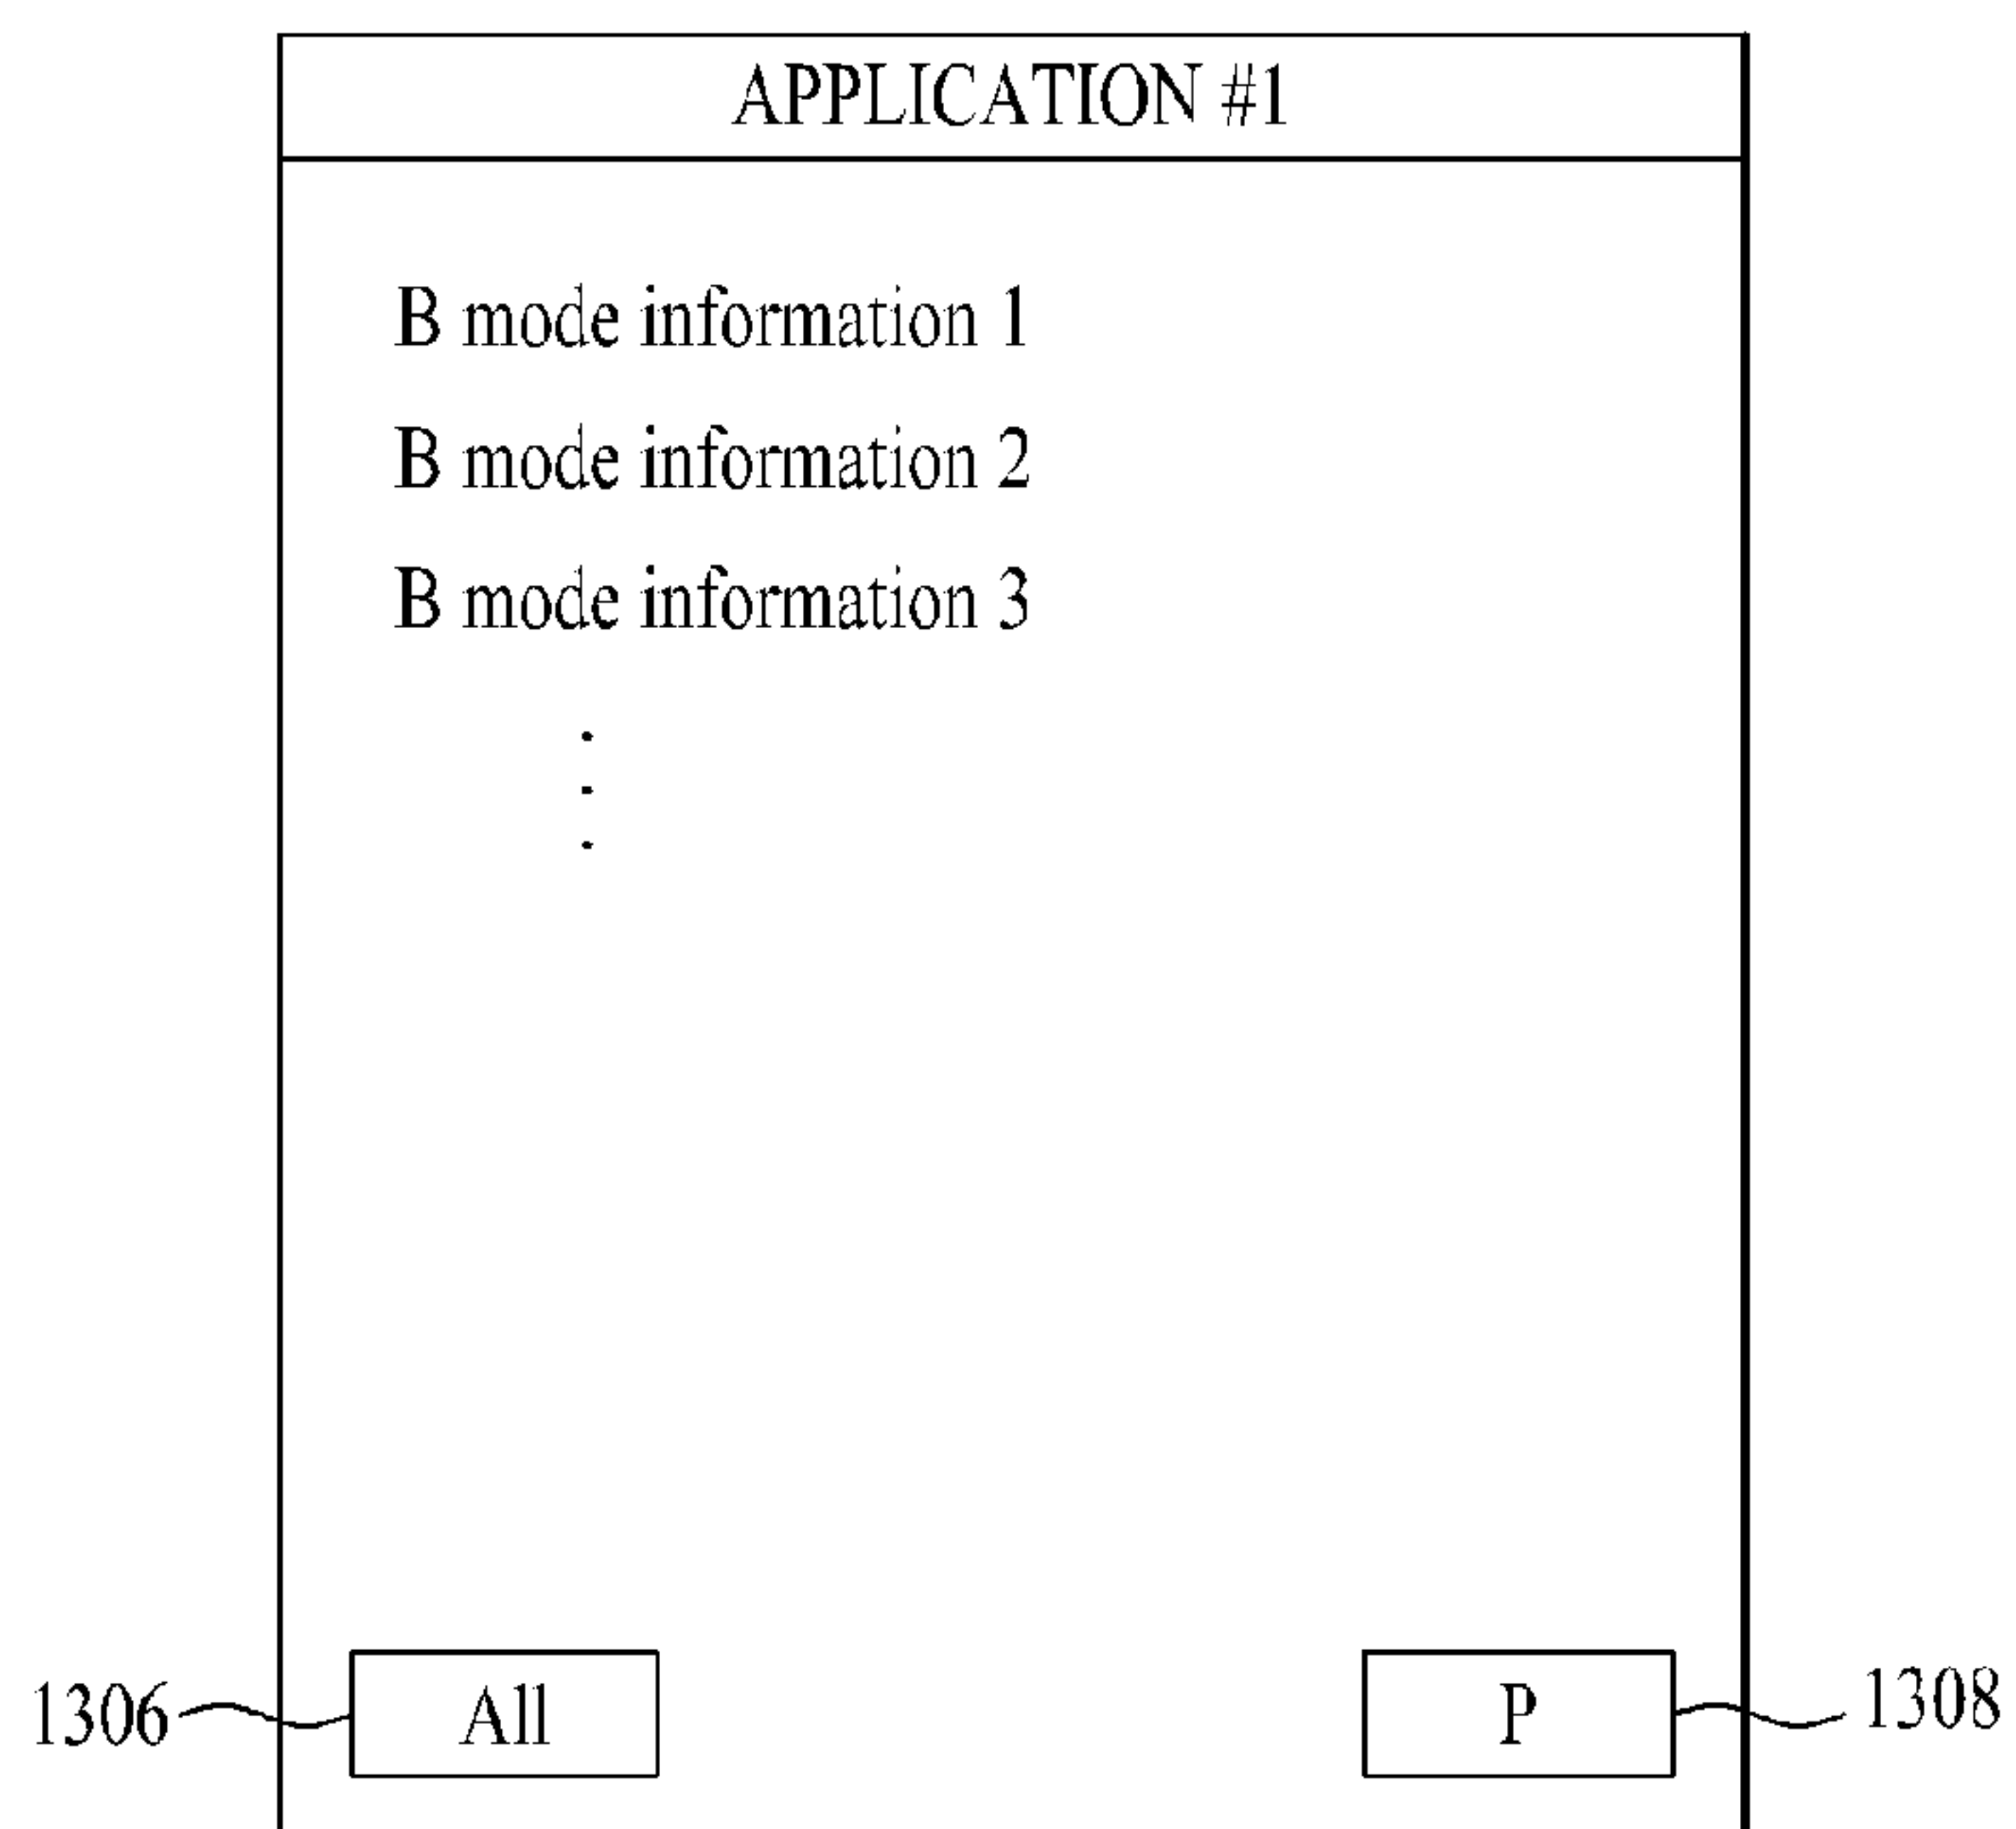 APPLICATION #1
B mode information 1
B mode information 2
B mode information 3
.
.
.
1306 All P 1308